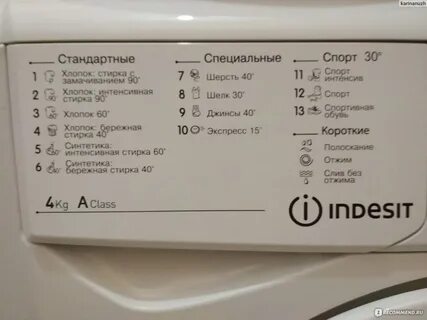 karinanuzh
Стандартные
1 Хлопок: стирка с
замачиванием 90°
2 Хлопок: интенсивная
стирка 90°
3 Хлопок 60°
4 Хлопок: бережная
стирка 40°
5 Синтетика:
интенсивная стирка 60°
6 Синтетика:
бережная стирка 40°
4Kg A Class
Специальные
7 Шерсть 40°
8 Шелк 30°
9 Джинсы 40°
10 Экспресс 15'
Спорт 30°
11 Спорт
интенсив
12 Спорт
13 Спортивная
обувь
Короткие
Полоскание
Отжим
Слив без
отжима
INDESIT
IRECOMMEND.RU